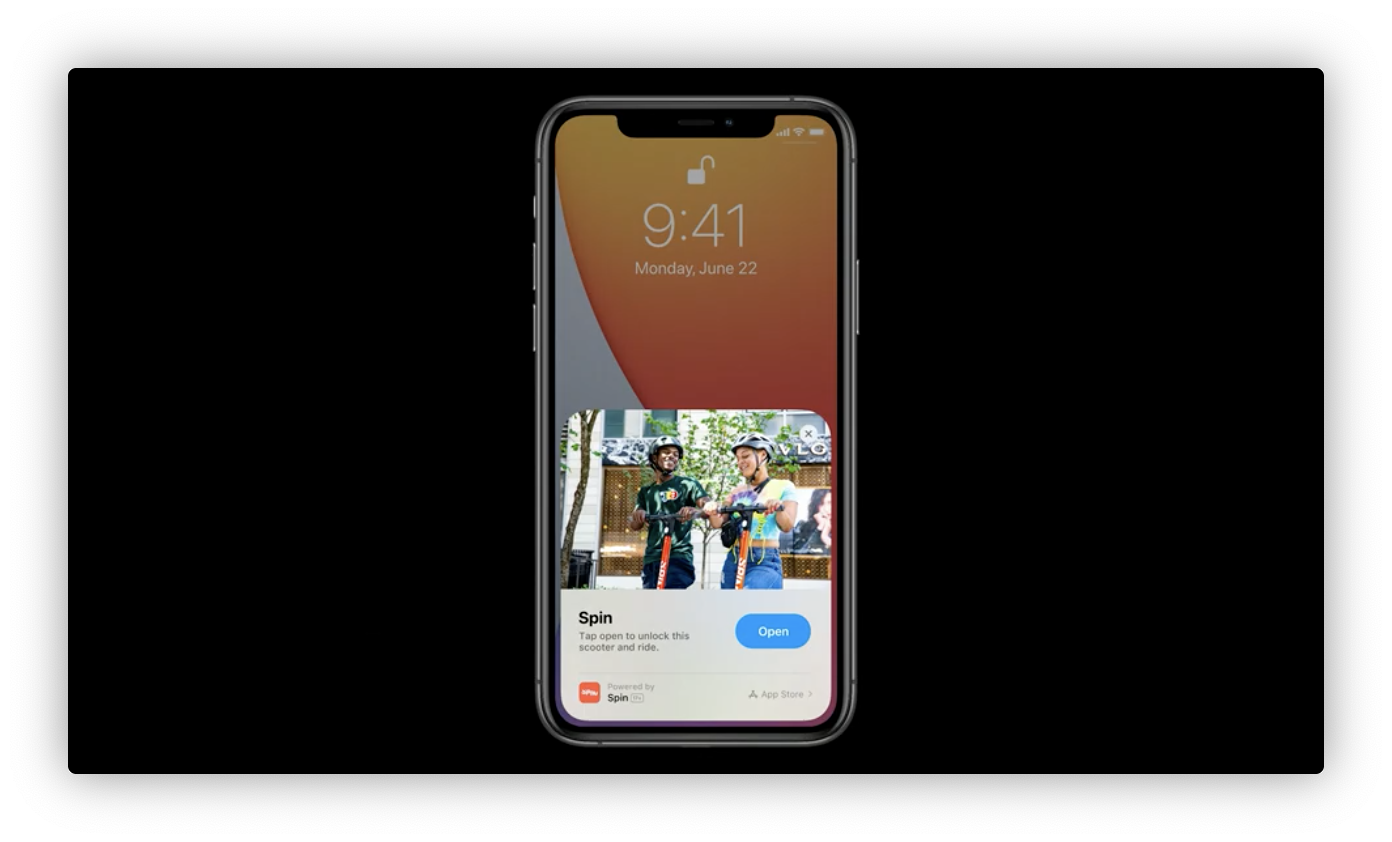 9:41
Monday, June 22
VLO
Spin
Tap open to unlock this
scooter and ride.
Open
Powered by
Spin
App Store